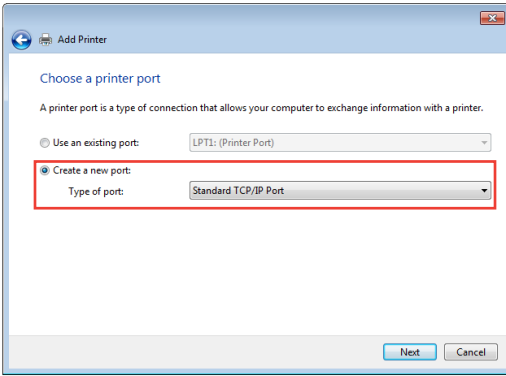 Add Printer
Choose a printer port
A printer port is a type of connection that allows your computer to exchange information with a printer.
Use an existing port: LPT1: (Printer Port)
Create a new port:
Type of port: Standard TCP/IP Port
Next Cancel